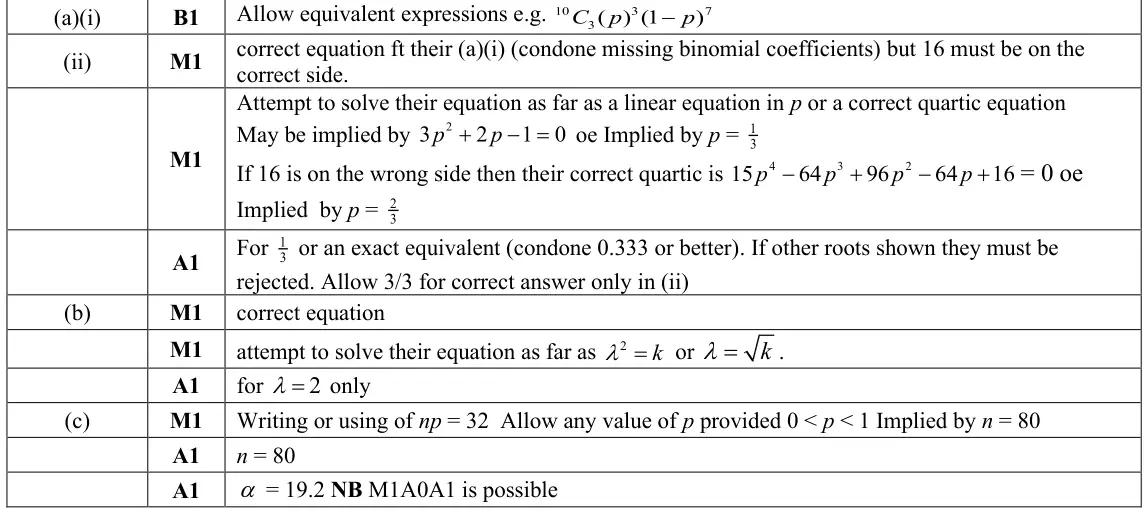 (a)(i) B1 Allow equivalent expressions e.g. ¹⁰C₃(p)³(1− p)⁷
(ii) M1 correct equation ft their (a)(i) (condone missing binomial coefficients) but 16 must be on the
correct side.
M1 Attempt to solve their equation as far as a linear equation in p or a correct quartic equation
May be implied by 3p² + 2p −1 = 0 oe Implied by p = 1/3
If 16 is on the wrong side then their correct quartic is 15p⁴ − 64p³ + 96p² − 64p +16 = 0 oe
Implied by p = 2/3
A1 For 1/3 or an exact equivalent (condone 0.333 or better). If other roots shown they must be
rejected. Allow 3/3 for correct answer only in (ii)
(b) M1 correct equation
M1 attempt to solve their equation as far as λ² = k or λ = √k .
A1 for λ = 2 only
(c) M1 Writing or using of np = 32 Allow any value of p provided 0 < p < 1 Implied by n = 80
A1 n = 80
A1 α = 19.2 NB M1A0A1 is possible